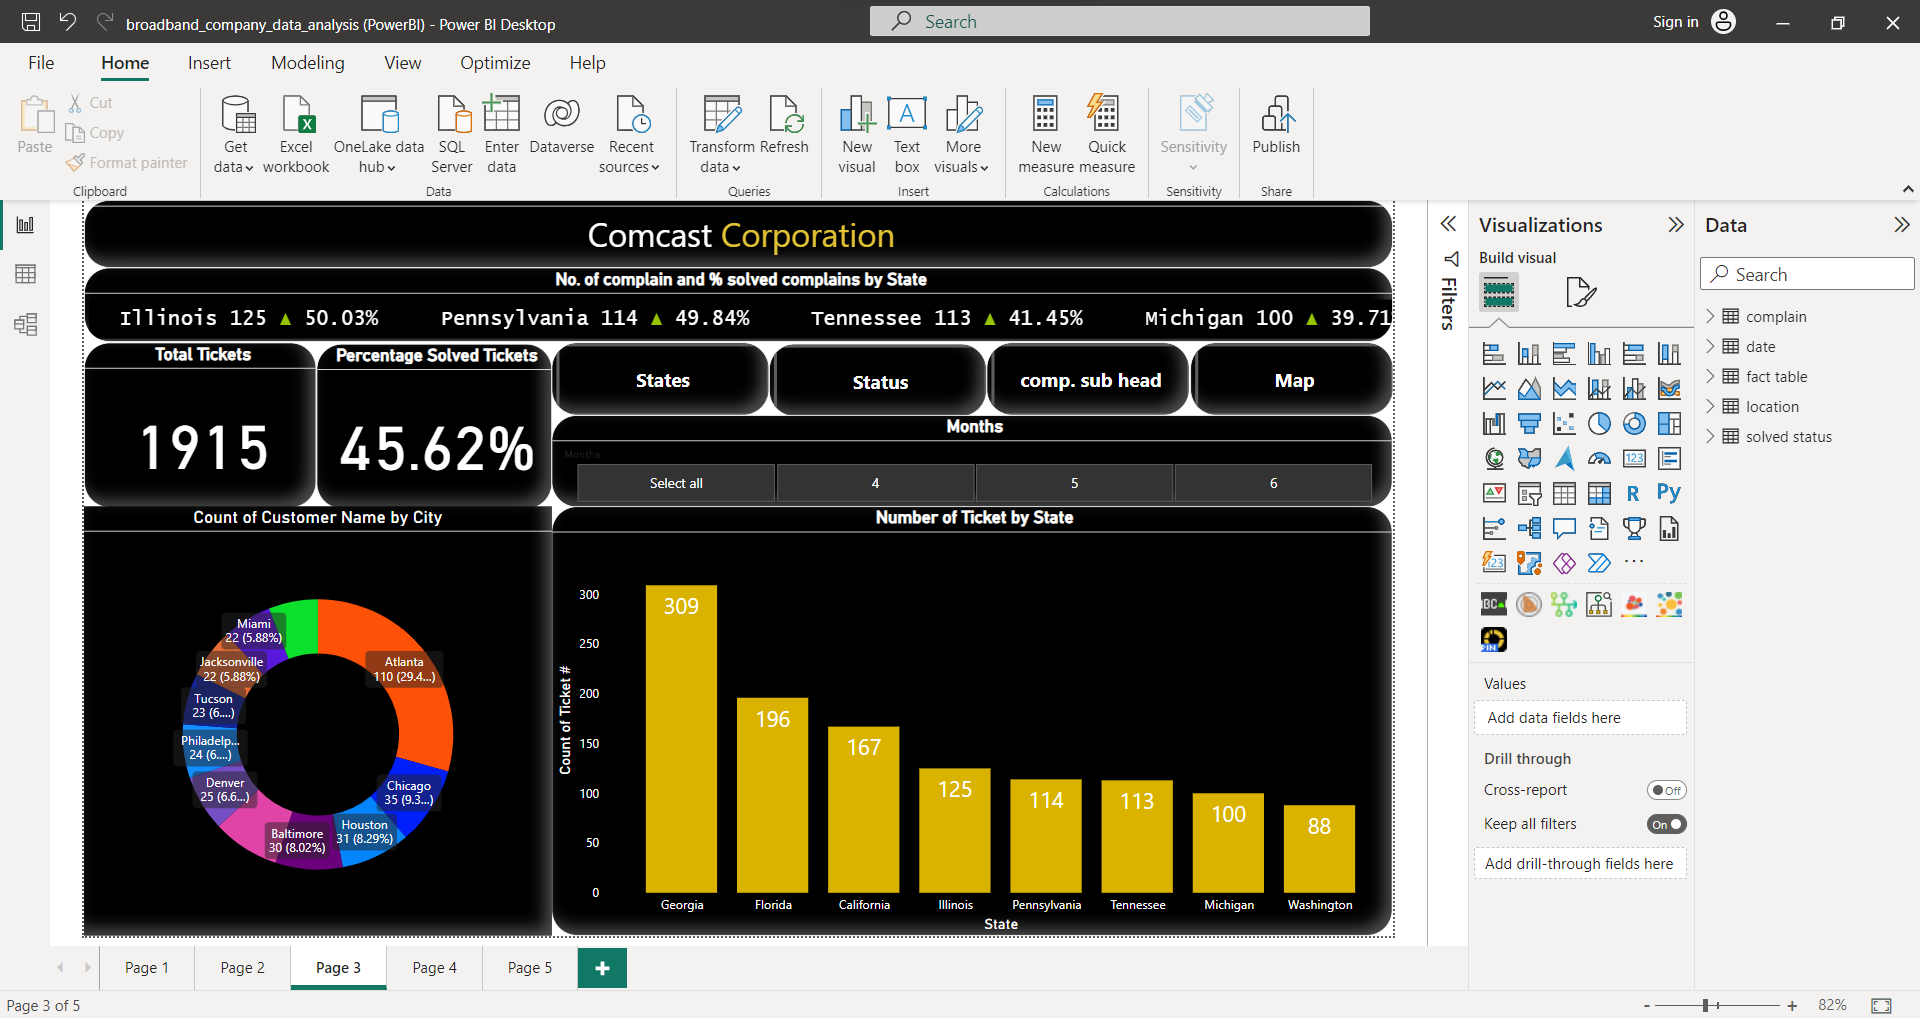 broadband_company_data_analysis (PowerBI) - Power BI Desktop
Search
Sign in
File Home Insert Modeling View Optimize Help
Paste
Cut
Copy
Format painter
Clipboard
Get data
Excel workbook
OneLake data hub
SQL Server
Enter data
Dataverse
Recent sources
Data
Transform data
Refresh
Queries
New visual
Text box
More visuals
Insert
New measure
Quick measure
Calculations
Sensitivity
Sensitivity
Publish
Share
Comcast Corporation
No. of complain and % solved complains by State
Illinois 125 ▲ 50.03% Pennsylvania 114 ▲ 49.84% Tennessee 113 ▲ 41.45% Michigan 100 ▲ 39.71
Total Tickets
1915
Percentage Solved Tickets
45.62%
States
Status
comp. sub head
Map
Months
Months
Select all 4 5 6
Count of Customer Name by City
Miami
22 (5.88%)
Jacksonville
22 (5.88%)
Tucson
23 (6....)
Philadelp...
24 (6....)
Denver
25 (6.6...)
Baltimore
30 (8.02%)
Houston
31 (8.29%)
Chicago
35 (9.3...)
Atlanta
110 (29.4...)
Number of Ticket by State
Count of Ticket #
300
250
200
150
100
50
0
309
196
167
125
114
113
100
88
Georgia Florida California Illinois Pennsylvania Tennessee Michigan Washington
State
Filters
Visualizations
Build visual
123
R
Py
123
BC
PIN
Values
Add data fields here
Drill through
Cross-report
Off
Keep all filters
On
Add drill-through fields here
Data
Search
complain
date
fact table
location
solved status
Page 1 Page 2 Page 3 Page 4 Page 5 +
Page 3 of 5
- + 82%